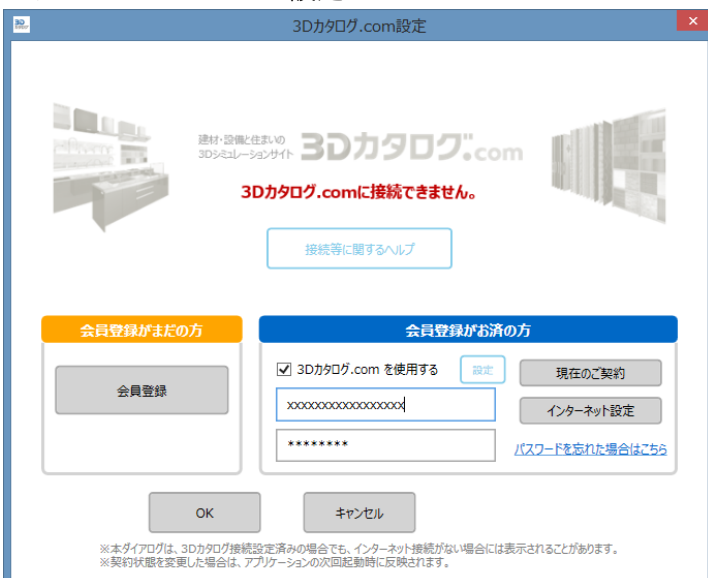 3Dカタログ.com設定
建材・設備と住まいの
3Dシミュレーションサイト 3Dカタログ.com
3Dカタログ.comに接続できません。
接続等に関するヘルプ
会員登録がまだの方
会員登録
会員登録がお済の方
3Dカタログ.com を使用する 設定 現在のご契約
xxxxxxxxxxxxxxxxx インターネット設定
******** パスワードを忘れた場合はこちら
OK キャンセル
※本ダイアログは、3Dカタログ接続設定済みの場合でも、インターネット接続がない場合には表示されることがあります。
※契約状態を変更した場合は、アプリケーションの次回起動時に反映されます。